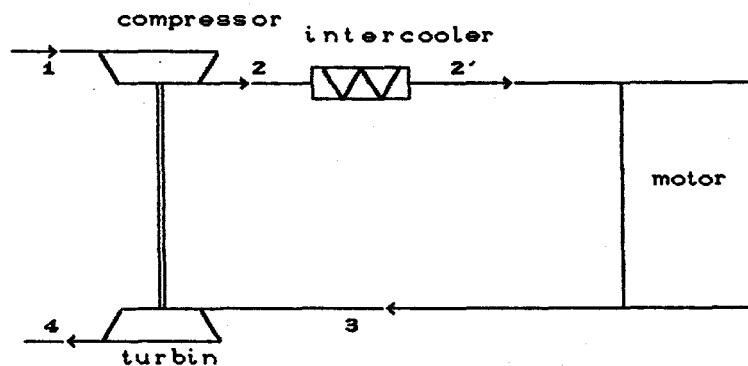 compressor
intercooler
1
2
2'
motor
4
3
turbin